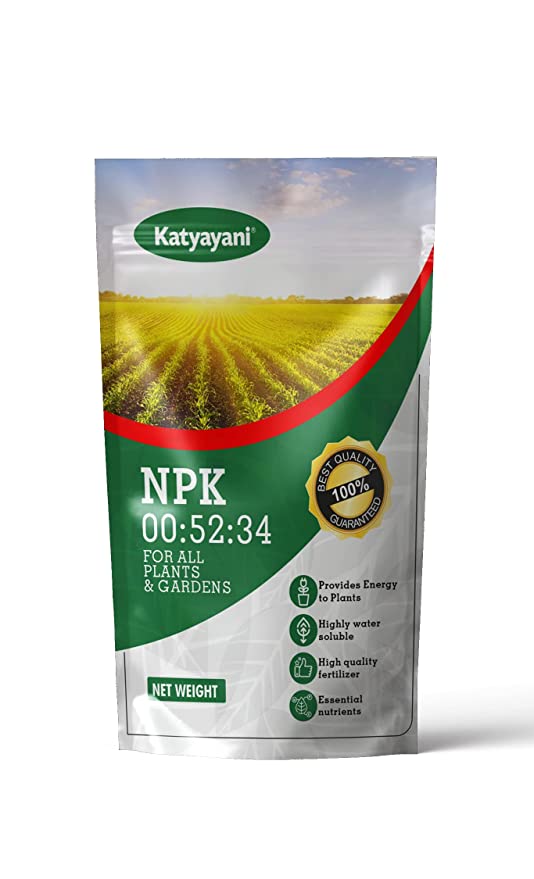 Katyayani®
NPK
00:52:34
FOR ALL
PLANTS
& GARDENS
BEST QUALITY
100%
GUARANTEED
Provides Energy
to Plants
Highly water
soluble
High quality
fertilizer
Essential
nutrients
NET WEIGHT